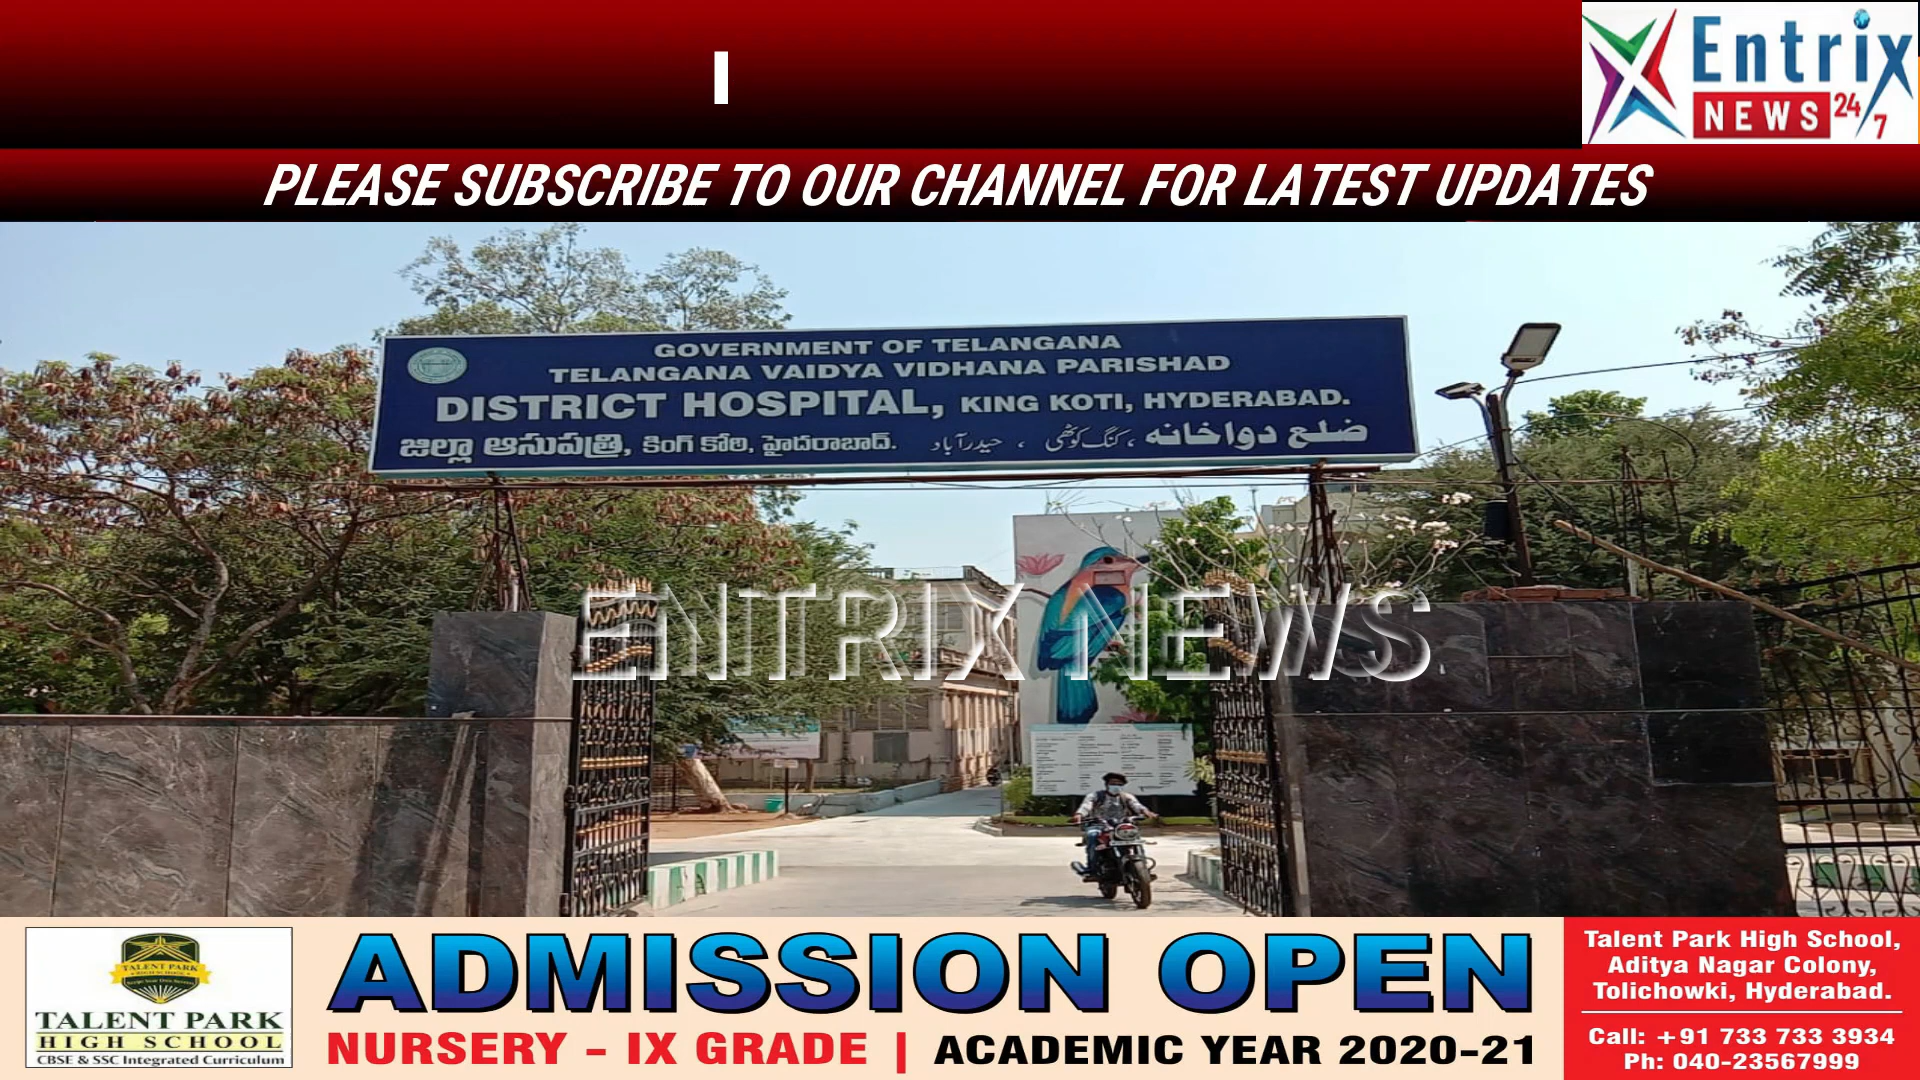 I
Entrix
NEWS 24/7
PLEASE SUBSCRIBE TO OUR CHANNEL FOR LATEST UPDATES
GOVERNMENT OF TELANGANA
TELANGANA VAIDYA VIDHANA PARISHAD
DISTRICT HOSPITAL, KING KOTI, HYDERABAD.
జిల్లా ఆసుపత్రి, కింగ్ కోఠి, హైదరాబాద్.
ضلع دواخانہ، کنگ کوٹھی، حیدرآباد
ENTRIX NEWS
TALENT PARK
TALENT PARK
HIGH SCHOOL
CBSE & SSC Integrated Curriculum
ADMISSION OPEN
NURSERY - IX GRADE | ACADEMIC YEAR 2020-21
Talent Park High School,
Aditya Nagar Colony,
Tolichowki, Hyderabad.
Call: +91 733 733 3934
Ph: 040-23567999